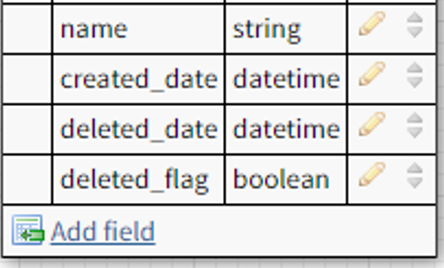 name string
created_date datetime
deleted_date datetime
deleted_flag boolean
Add field